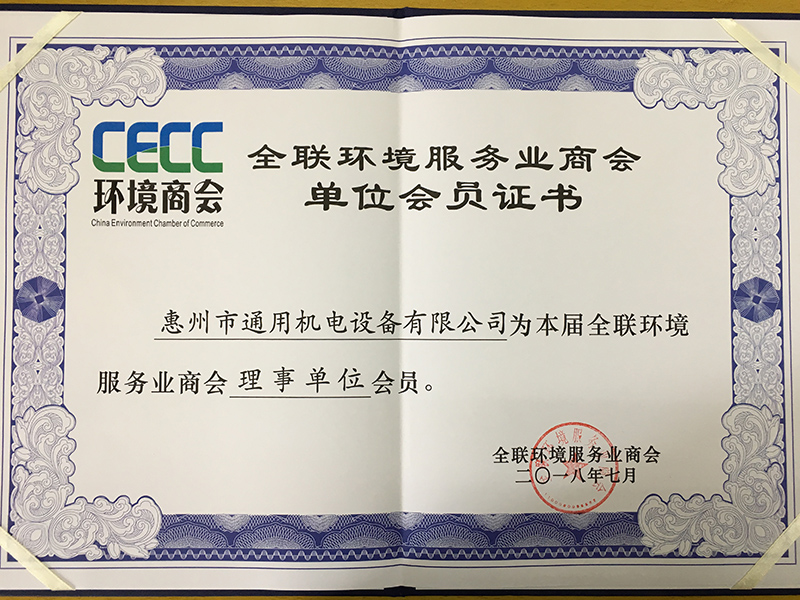 CECC
环境商会
China Environment Chamber of Commerce
全联环境服务业商会
单位会员证书
惠州市通用机电设备有限公司为本届全联环境
服务业商会理事单位会员。
全联环境服务业商会
二〇一八年七月